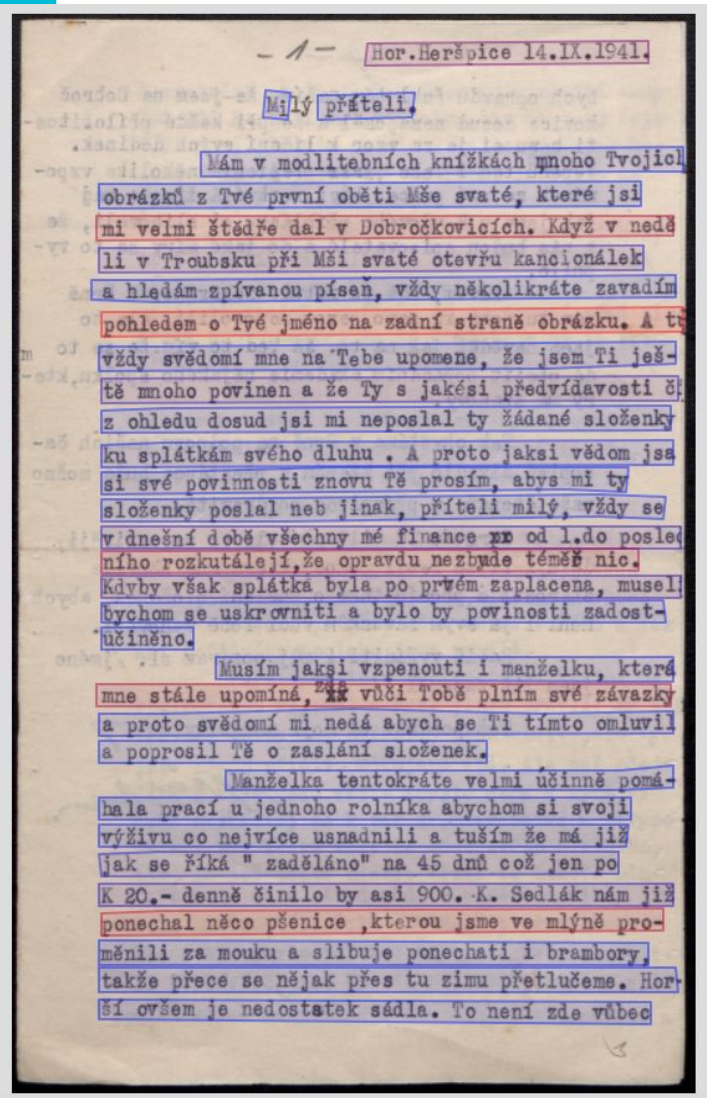 - 1 - Hor.Heršpice 14.IX.1941.
Milý příteli.
Mám v modlitebních knížkách mnoho Tvojich
obrázků z Tvé první oběti Mše svaté, které jsi
mi velmi štědře dal v Dobročkovicích. Když v nedě
li v Troubsku při Mši svaté otevřu kancionálek
a hledám zpívanou píseň, vždy několikráte zavadím
pohledem o Tvé jméno na zadní straně obrázku. A tu
vždy svědomí mne na Tebe upomene, že jsem Ti ješ-
tě mnoho povinen a že Ty s jakési předvídavosti či
z ohledu dosud jsi mi neposlal ty žádané složenky
ku splátkám svého dluhu . A proto jaksi vědom jsa
si své povinnosti znovu Tě prosím, abys mi ty
složenky poslal neb jinak, příteli milý, vždy se
v dnešní době všechny mé finance od 1.do posled
ního rozkutálejí,že opravdu nezbude téměř nic.
Kdyby však splátka byla po prvém zaplacena, museli
bychom se uskrovniti a bylo by povinosti zadost-
učiněno.
Musím jaksi vzpenouti i manželku, která
mne stále upomíná, zda vůči Tobě plním své závazky
a proto svědomí mi nedá abych se Ti tímto omluvil
a poprosil Tě o zaslání složenek.
Manželka tentokráte velmi účinně pomá-
hala prací u jednoho rolníka abychom si svoji
výživu co nejvíce usnadnili a tuším že má již
jak se říká " zaděláno" na 45 dnů což jen po
K 20.- denně činilo by asi 900.-K. Sedlák nám již
ponechal něco pšenice ,kterou jsme ve mlýně pro-
měnili za mouku a slibuje ponechati i brambory,
takže přece se nějak přes tu zimu přetlučeme. Hor-
ší ovšem je nedostatek sádla. To není zde vůbec